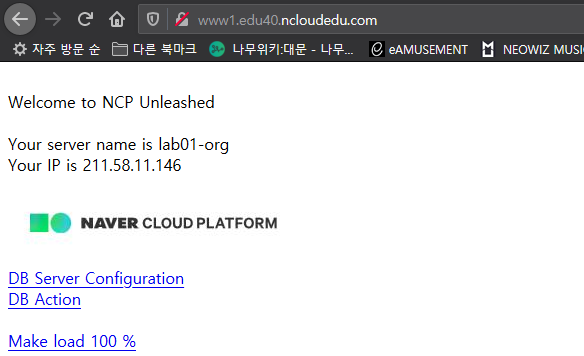 www1.edu40.ncloudedu.com
자주 방문 순 다른 북마크 나무위키:대문 - 나무... eAMUSEMENT NEOWIZ MUSI
Welcome to NCP Unleashed
Your server name is lab01-org
Your IP is 211.58.11.146
NAVER CLOUD PLATFORM
DB Server Configuration
DB Action
Make load 100 %